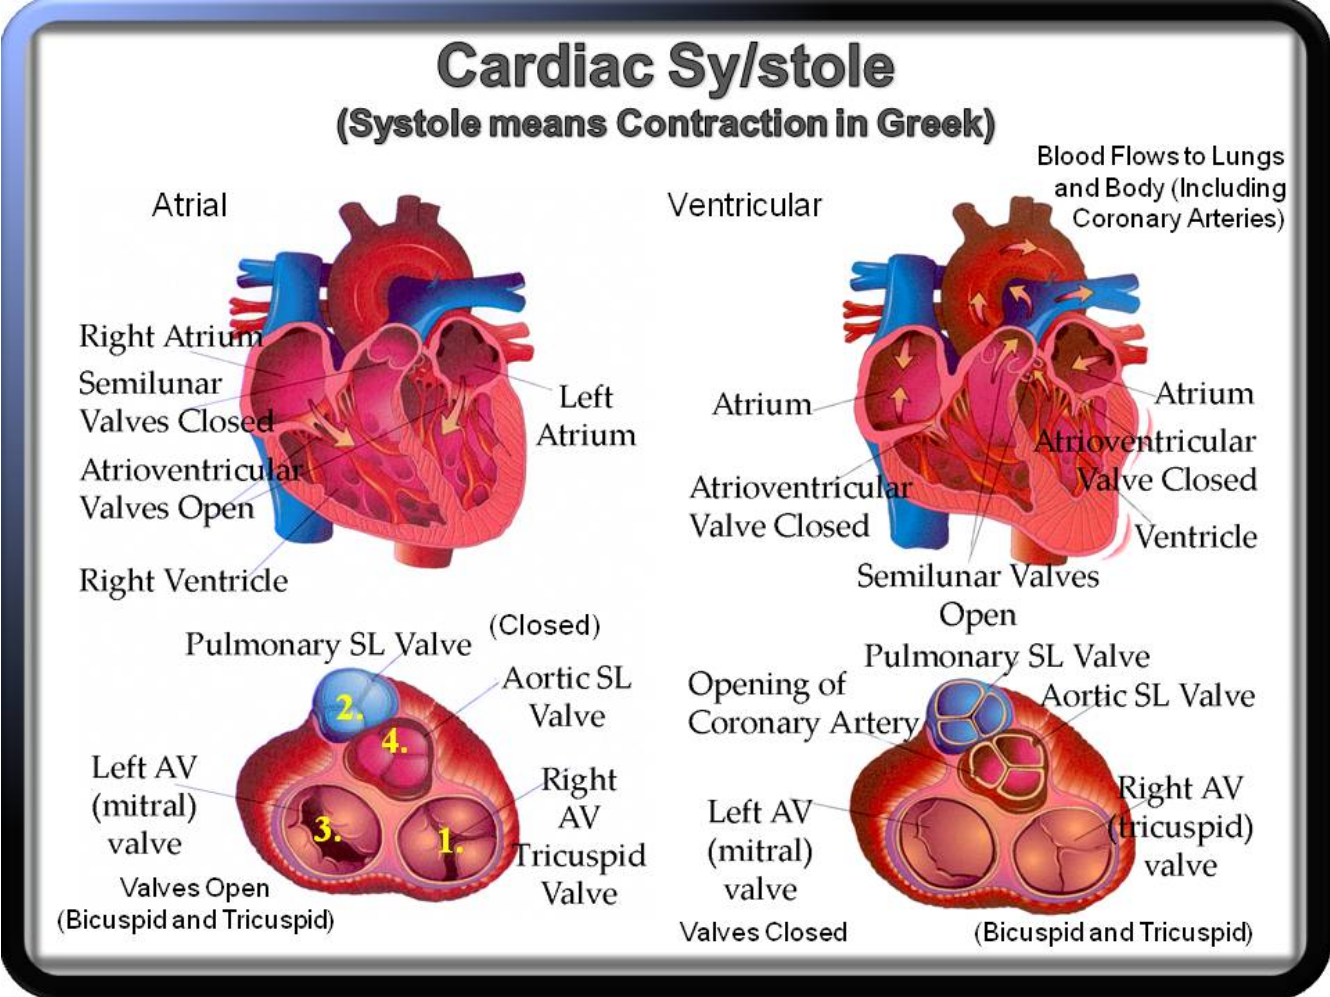 Cardiac Sy/stole
(Systole means Contraction in Greek)
Blood Flows to Lungs
and Body (Including
Coronary Arteries)
Atrial
Right Atrium
Semilunar
Valves Closed
Atrioventricular
Valves Open
Right Ventricle
Left
Atrium
Ventricular
Atrium
Atrioventricular
Valve Closed
Atrium
Atrioventricular
Valve Closed
Ventricle
Semilunar Valves
Open
(Closed)
Pulmonary SL Valve
Aortic SL
Valve
2.
4.
3.
1.
Left AV
(mitral)
valve
Right
AV
Tricuspid
Valve
Valves Open
(Bicuspid and Tricuspid)
Pulmonary SL Valve
Opening of
Coronary Artery
Aortic SL Valve
Left AV
(mitral)
valve
Right AV
(tricuspid)
valve
Valves Closed
(Bicuspid and Tricuspid)